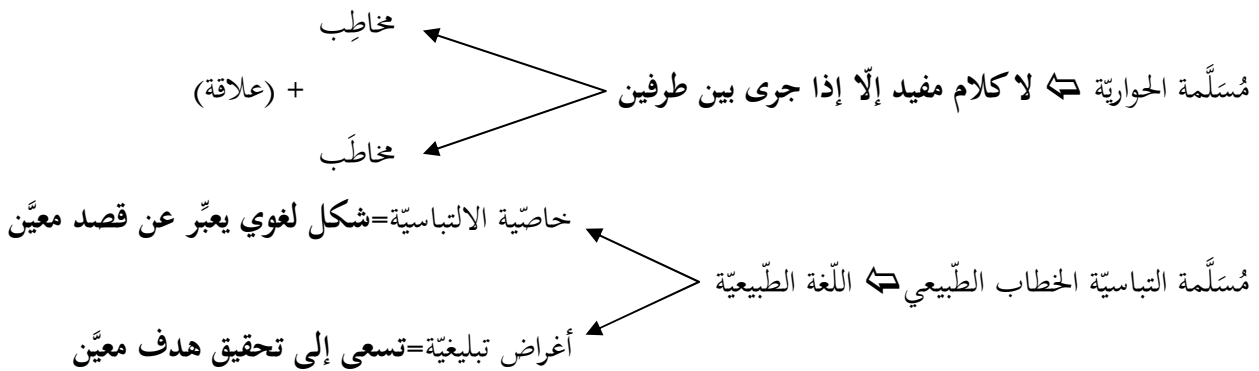 مخاطِب
مُسَلَّمة الحواريّة ⇦ لا كلام مفيد إلّا إذا جرى بين طرفين + (علاقة)
مخاطَب
خاصّية الالتباسيّة=شكل لغوي يعبِّر عن قصد معيَّن
مُسَلَّمة التباسيّة الخطاب الطّبيعي ⇦ اللّغة الطّبيعيّة
أغراض تبليغيّة=تسعى إلى تحقيق هدف معيَّن